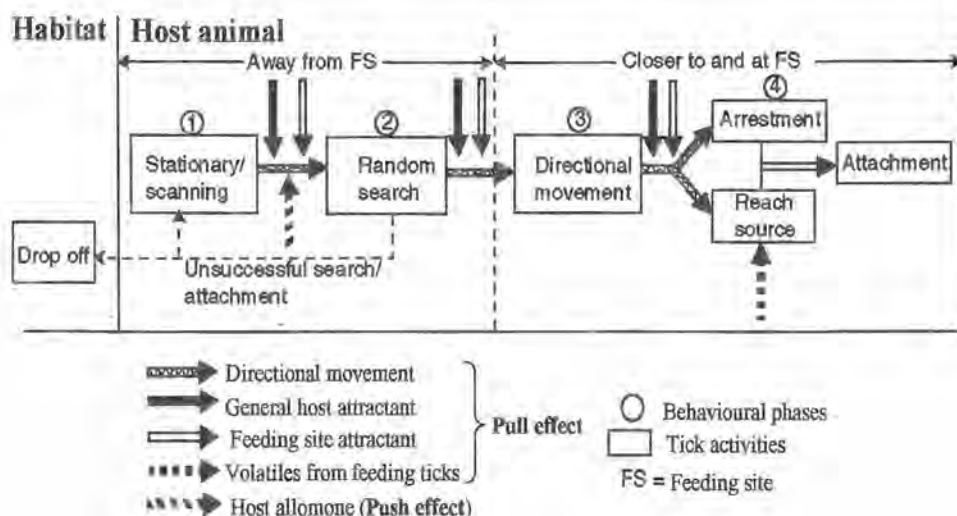 Habitat
Host animal
Away from FS
Closer to and at FS
①
②
③
④
Stationary/
scanning
Random
search
Directional
movement
Arrestment
Reach
source
Attachment
Drop off
Unsuccessful search/
attachment
Directional movement
General host attractant
Feeding site attractant
Volatiles from feeding ticks
Host allomone (Push effect)
Pull effect
Behavioural phases
Tick activities
FS = Feeding site